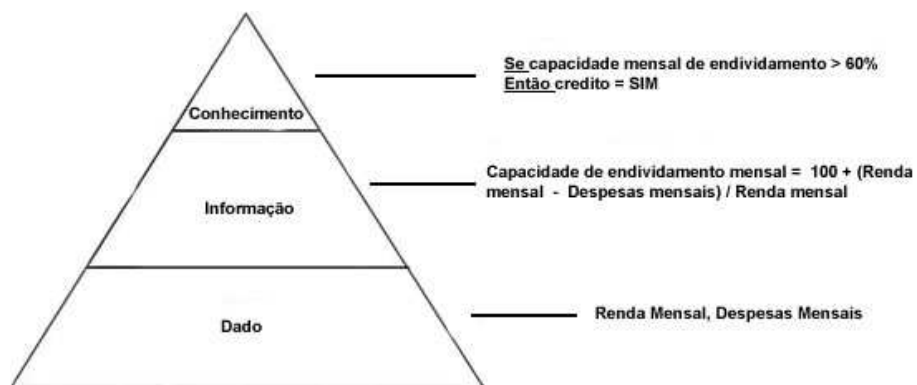 Se capacidade mensal de endividamento > 60%
Então credito = SIM
Conhecimento
Capacidade de endividamento mensal = 100 + (Renda
mensal - Despesas mensais) / Renda mensal
Informação
Renda Mensal, Despesas Mensais
Dado